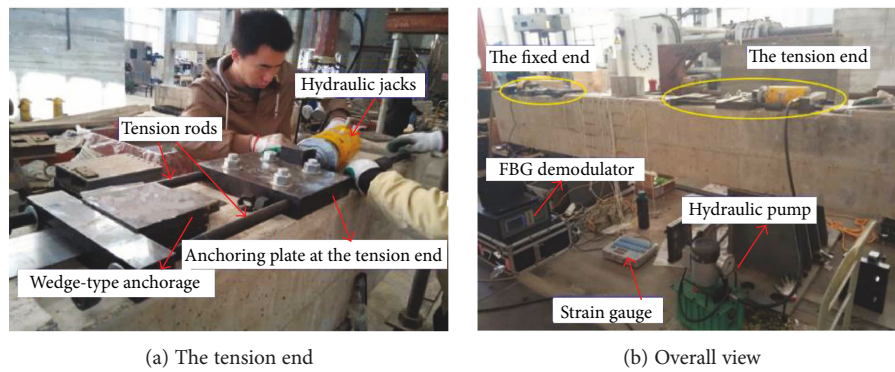 Hydraulic jacks
Tension rods
Anchoring plate at the tension end
Wedge-type anchorage
(a) The tension end
The fixed end
The tension end
FBG demodulator
Hydraulic pump
Strain gauge
(b) Overall view